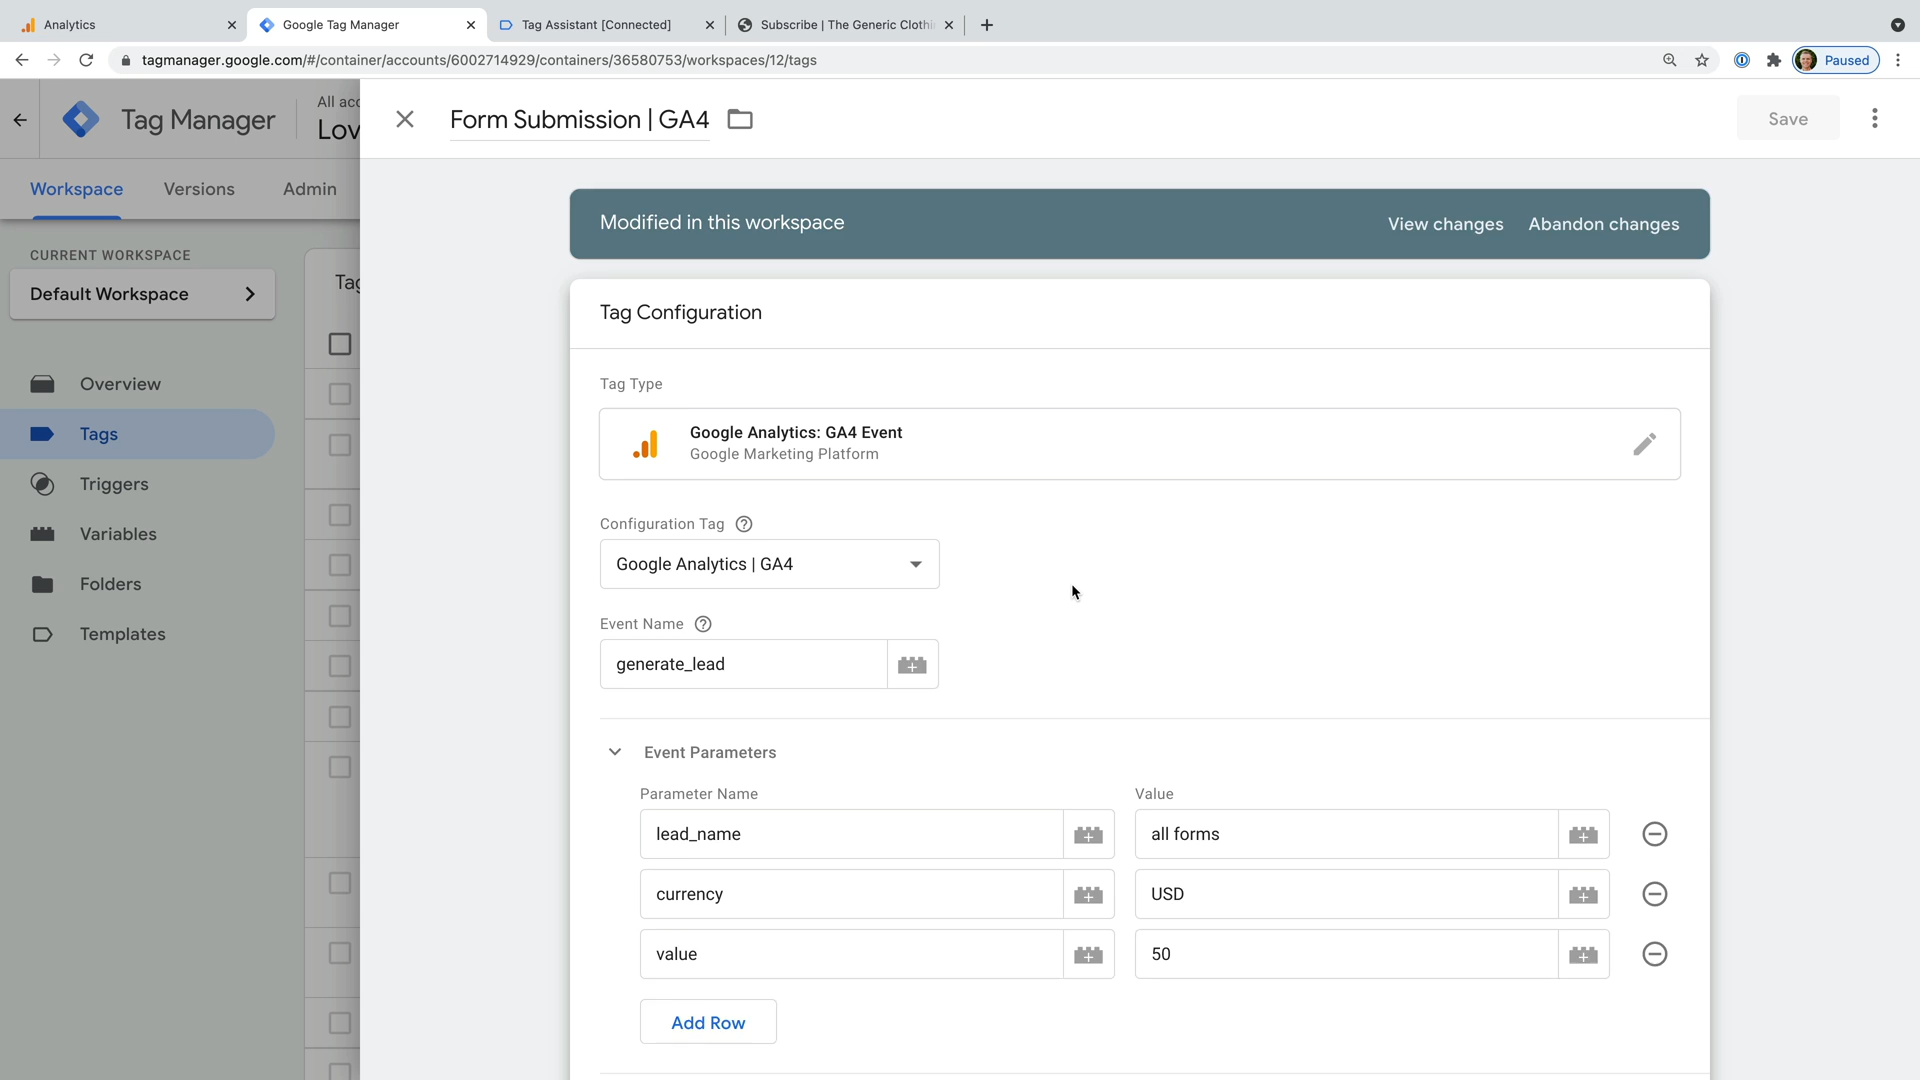 Analytics
Google Tag Manager
Tag Assistant [Connected]
Subscribe | The Generic Clothi
tagmanager.google.com/#/container/accounts/6002714929/containers/36580753/workspaces/12/tags
Paused
Tag Manager
All acc
Lov
Form Submission | GA4
Save
Workspace
Versions
Admin
Modified in this workspace
View changes
Abandon changes
CURRENT WORKSPACE
Default Workspace
Tag
Overview
Tags
Triggers
Variables
Folders
Templates
Tag Configuration
Tag Type
Google Analytics: GA4 Event
Google Marketing Platform
Configuration Tag
Google Analytics | GA4
Event Name
generate_lead
Event Parameters
Parameter Name
Value
lead_name
all forms
currency
USD
value
50
Add Row